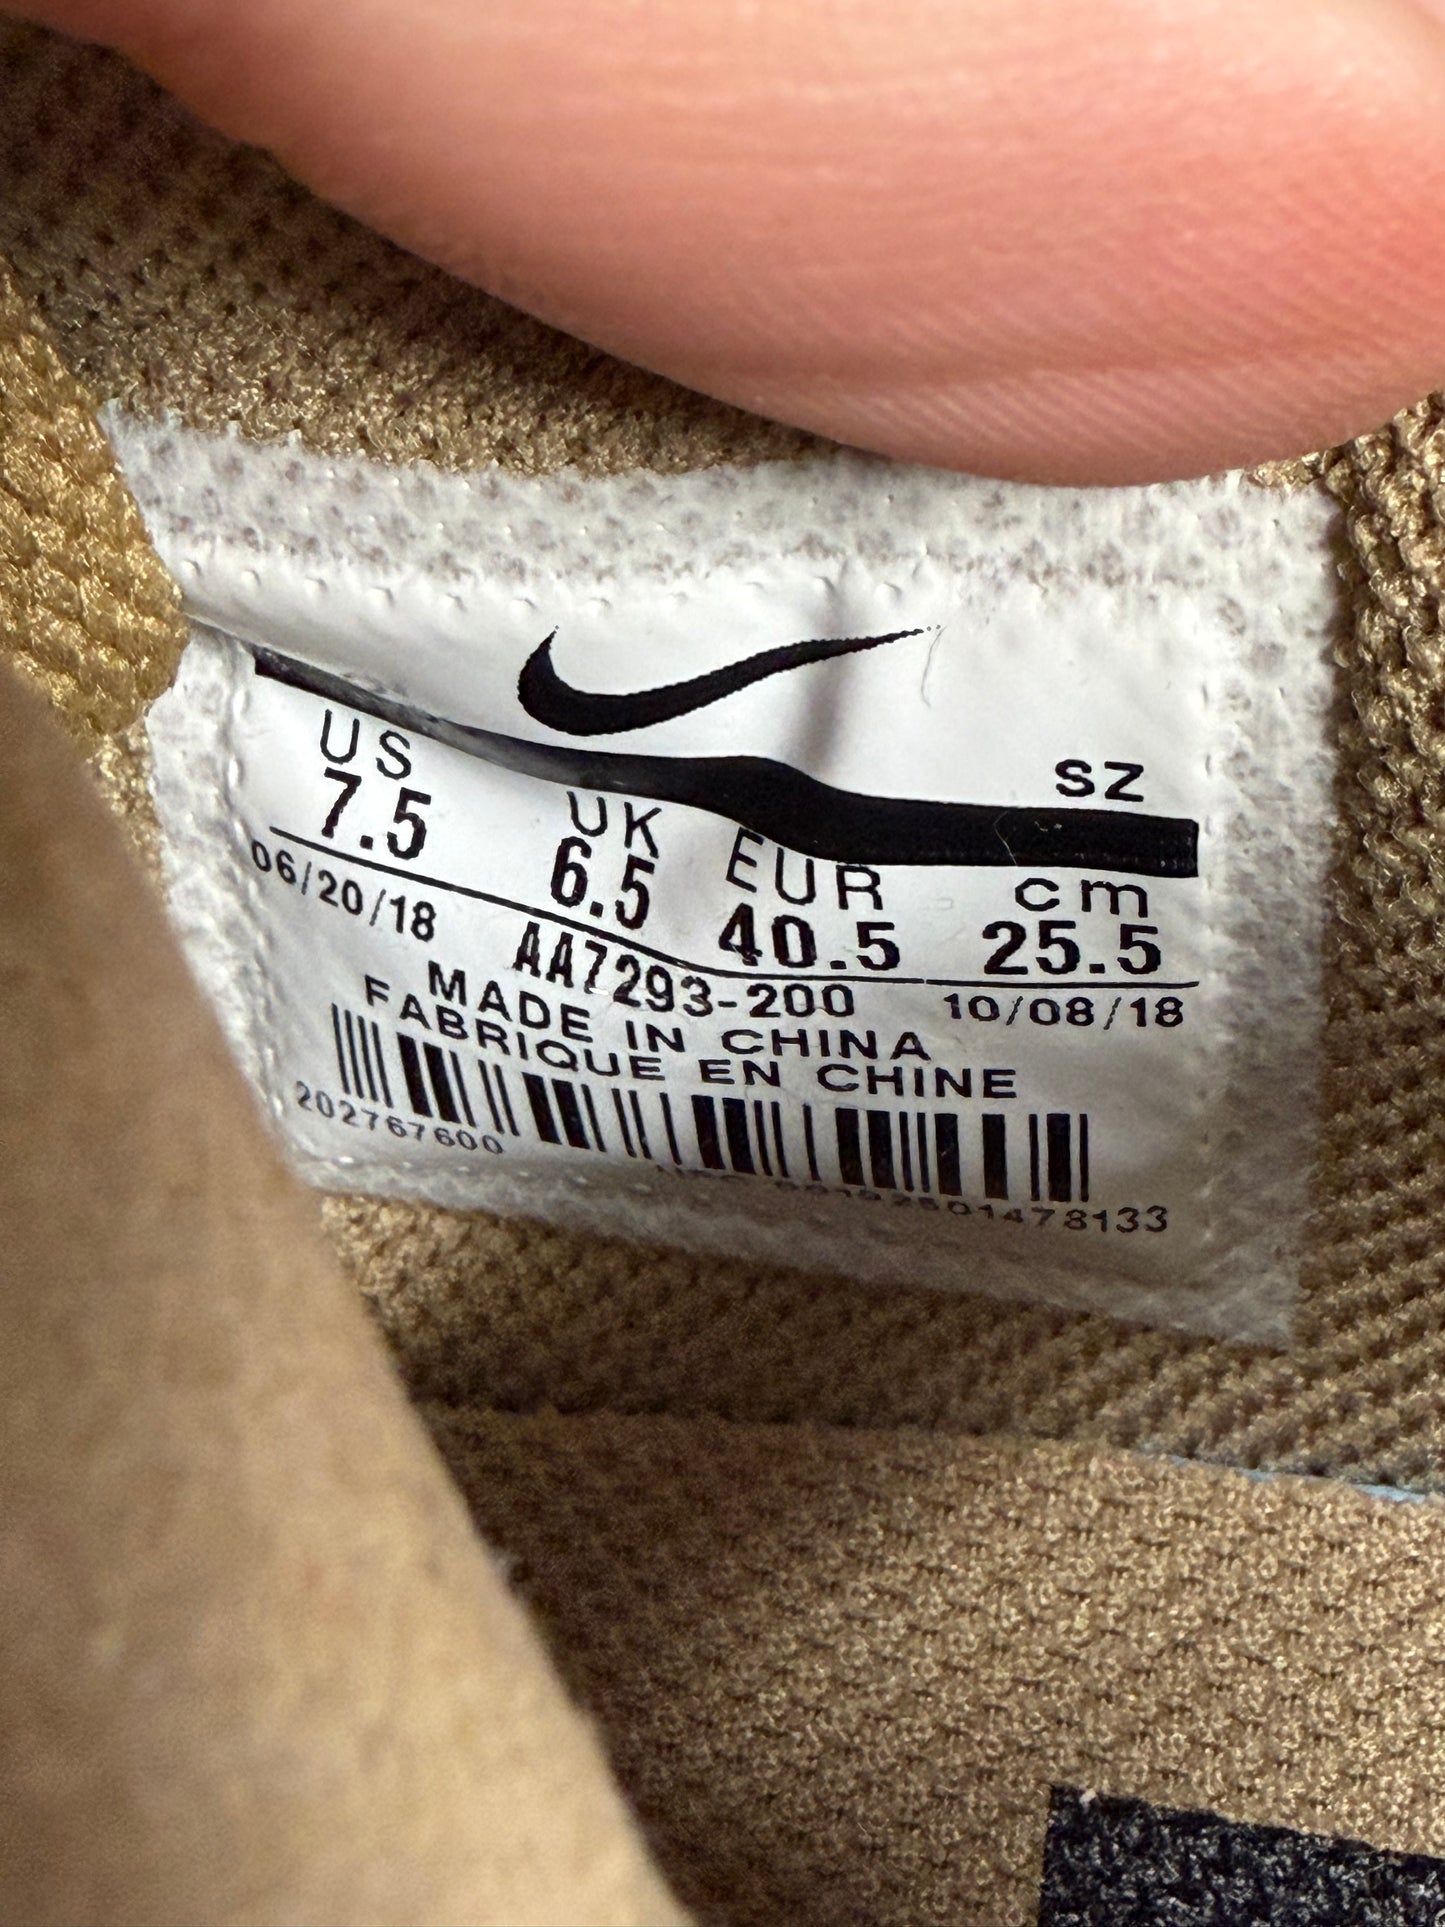 SZ
US UK EUR cm
7.5 6.5 40.5 25.5
06/20/18 AA7293-200 10/08/18
MADE IN CHINA
FABRIQUE EN CHINE
202767600